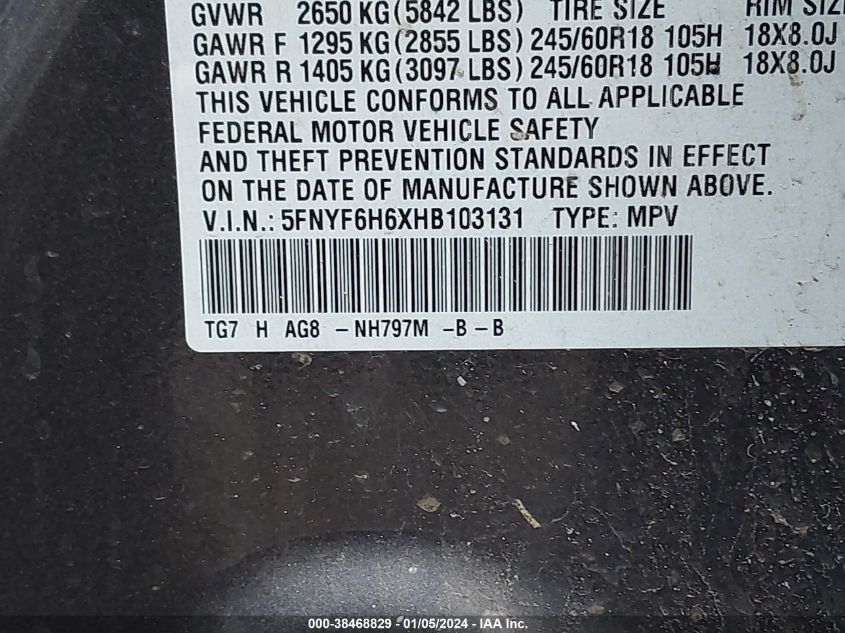 GVWR 2650 KG (5842 LBS) TIRE SIZE RIM SIZE
GAWR F 1295 KG (2855 LBS) 245/60R18 105H 18X8.0J
GAWR R 1405 KG (3097 LBS) 245/60R18 105H 18X8.0J
THIS VEHICLE CONFORMS TO ALL APPLICABLE
FEDERAL MOTOR VEHICLE SAFETY
AND THEFT PREVENTION STANDARDS IN EFFECT
ON THE DATE OF MANUFACTURE SHOWN ABOVE.
V.I.N.: 5FNYF6H6XHB103131 TYPE: MPV
TG7 H AG8 -NH797M -B-B
000-38468829 - 01/05/2024 - IAA Inc.